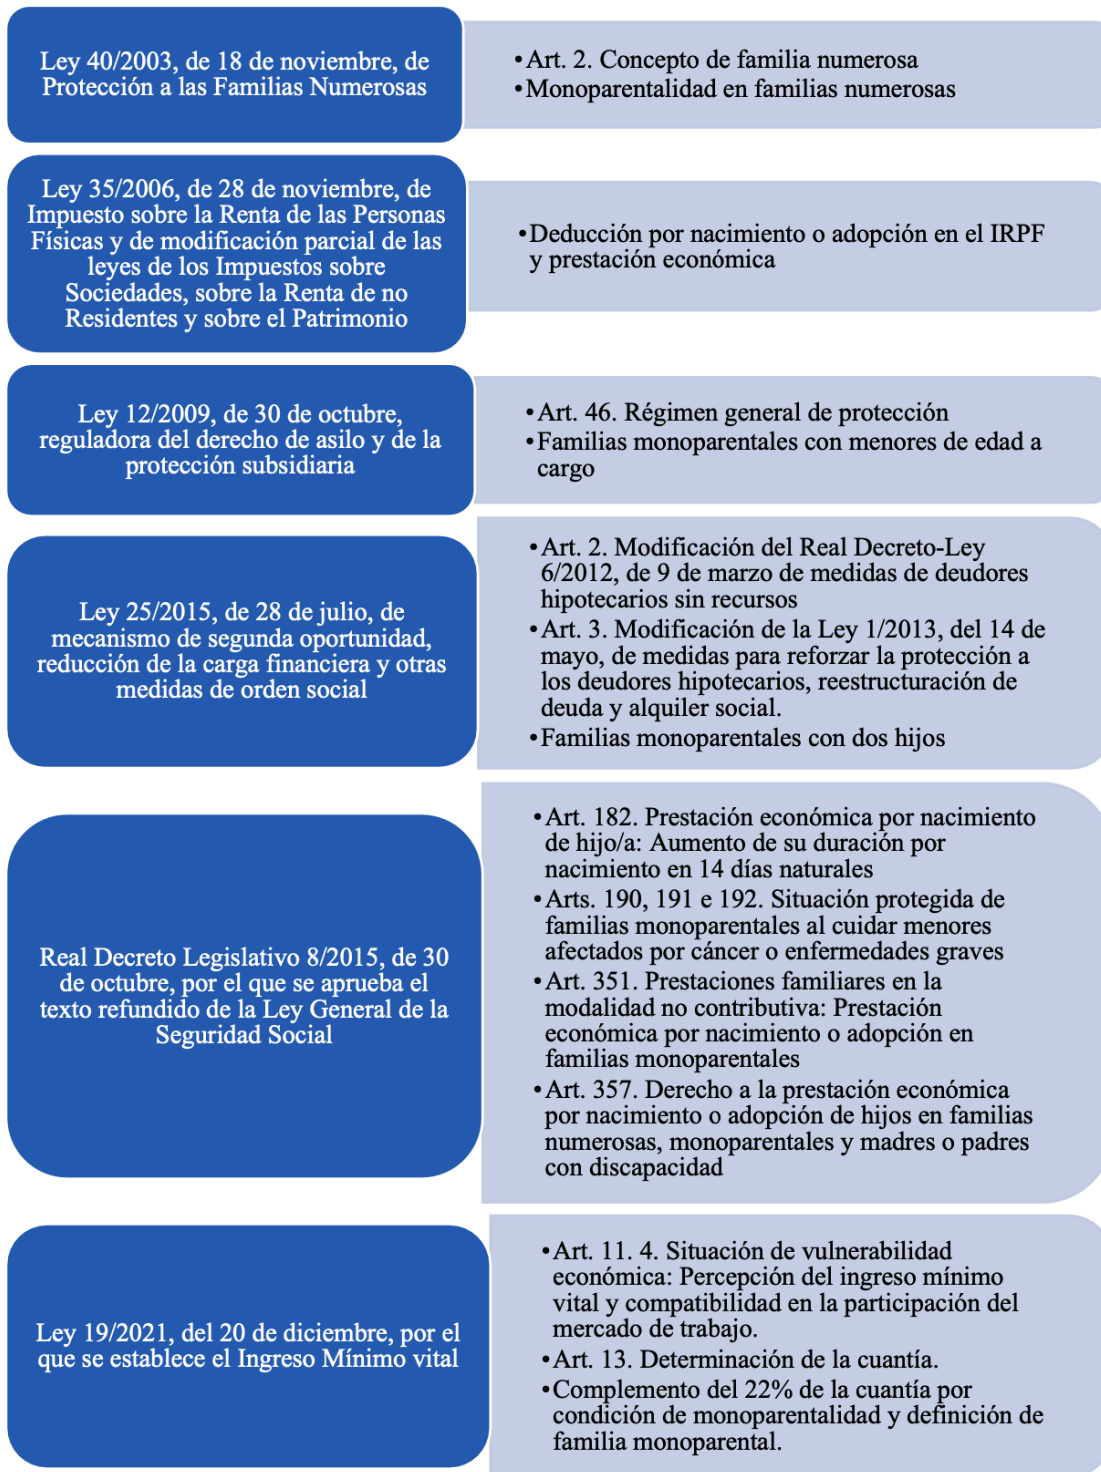 Ley 40/2003, de 18 de noviembre, de
Protección a las Familias Numerosas
•Art. 2. Concepto de familia numerosa
•Monoparentalidad en familias numerosas
Ley 35/2006, de 28 de noviembre, de
Impuesto sobre la Renta de las Personas
Físicas y de modificación parcial de las
leyes de los Impuestos sobre
Sociedades, sobre la Renta de no
Residentes y sobre el Patrimonio
•Deducción por nacimiento o adopción en el IRPF
y prestación económica
Ley 12/2009, de 30 de octubre,
reguladora del derecho de asilo y de la
protección subsidiaria
•Art. 46. Régimen general de protección
•Familias monoparentales con menores de edad a
cargo
Ley 25/2015, de 28 de julio, de
mecanismo de segunda oportunidad,
reducción de la carga financiera y otras
medidas de orden social
•Art. 2. Modificación del Real Decreto-Ley
6/2012, de 9 de marzo de medidas de deudores
hipotecarios sin recursos
•Art. 3. Modificación de la Ley 1/2013, del 14 de
mayo, de medidas para reforzar la protección a
los deudores hipotecarios, reestructuración de
deuda y alquiler social.
•Familias monoparentales con dos hijos
Real Decreto Legislativo 8/2015, de 30
de octubre, por el que se aprueba el
texto refundido de la Ley General de la
Seguridad Social
•Art. 182. Prestación económica por nacimiento
de hijo/a: Aumento de su duración por
nacimiento en 14 días naturales
•Arts. 190, 191 e 192. Situación protegida de
familias monoparentales al cuidar menores
afectados por cáncer o enfermedades graves
•Art. 351. Prestaciones familiares en la
modalidad no contributiva: Prestación
económica por nacimiento o adopción en
familias monoparentales
•Art. 357. Derecho a la prestación económica
por nacimiento o adopción de hijos en familias
numerosas, monoparentales y madres o padres
con discapacidad
Ley 19/2021, del 20 de diciembre, por el
que se establece el Ingreso Mínimo vital
•Art. 11. 4. Situación de vulnerabilidad
económica: Percepción del ingreso mínimo
vital y compatibilidad en la participación del
mercado de trabajo.
•Art. 13. Determinación de la cuantía.
•Complemento del 22% de la cuantía por
condición de monoparentalidad y definición de
familia monoparental.